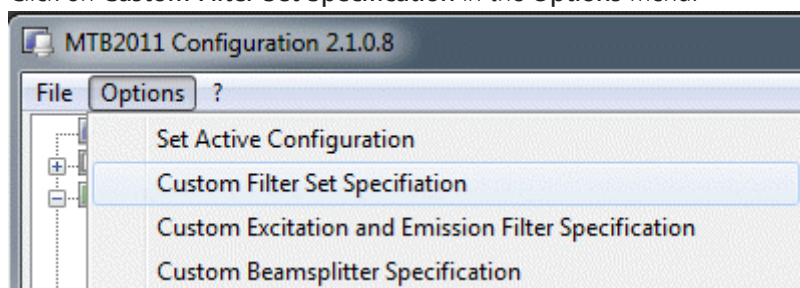 Click on Custom Filter Set Specification in the Options menu.
MTB2011 Configuration 2.1.0.8
File Options ?
Set Active Configuration
Custom Filter Set Specifiation
Custom Excitation and Emission Filter Specification
Custom Beamsplitter Specification